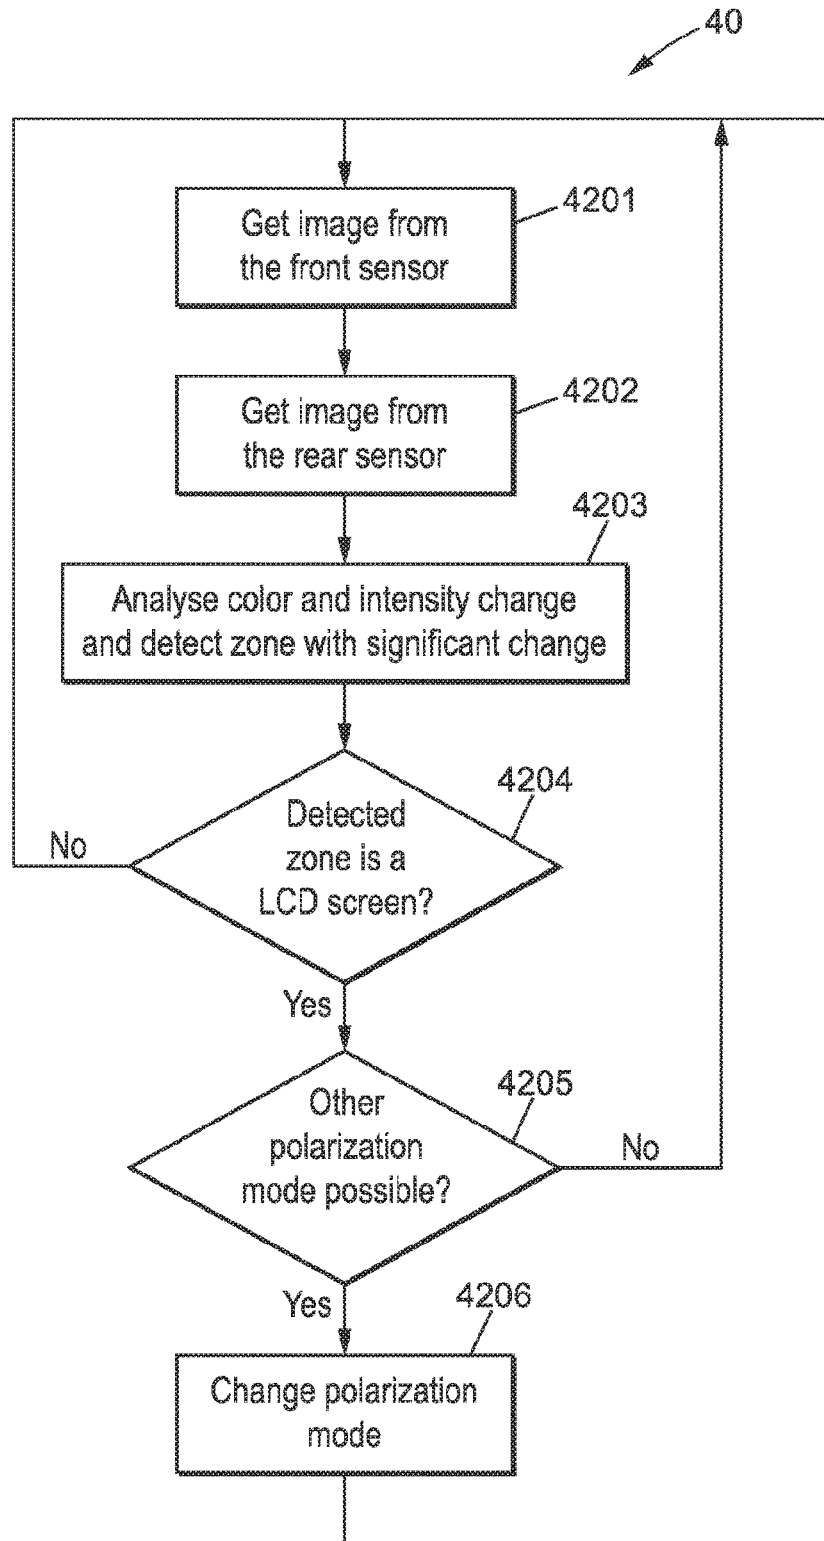 40
4201
Get image from
the front sensor
4202
Get image from
the rear sensor
4203
Analyse color and intensity change
and detect zone with significant change
4204
Detected
zone is a
LCD screen?
No
Yes
4205
Other
polarization
mode possible?
No
Yes
4206
Change polarization
mode